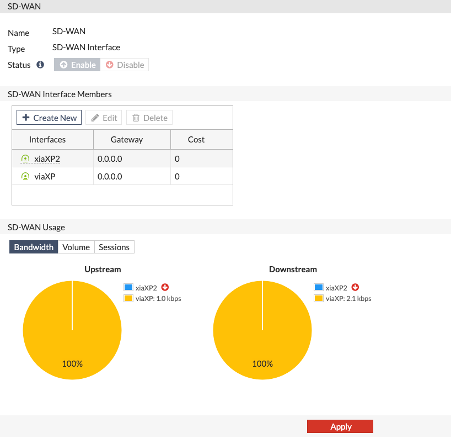 SD-WAN
Name SD-WAN
Type SD-WAN Interface
Status Enable Disable
SD-WAN Interface Members
+ Create New Edit Delete
Interfaces Gateway Cost
xiaXP2 0.0.0.0 0
viaXP 0.0.0.0 0
SD-WAN Usage
Bandwidth Volume Sessions
Upstream
xiaXP2
viaXP: 1.0 kbps
100%
Downstream
xiaXP2
viaXP: 2.1 kbps
100%
Apply